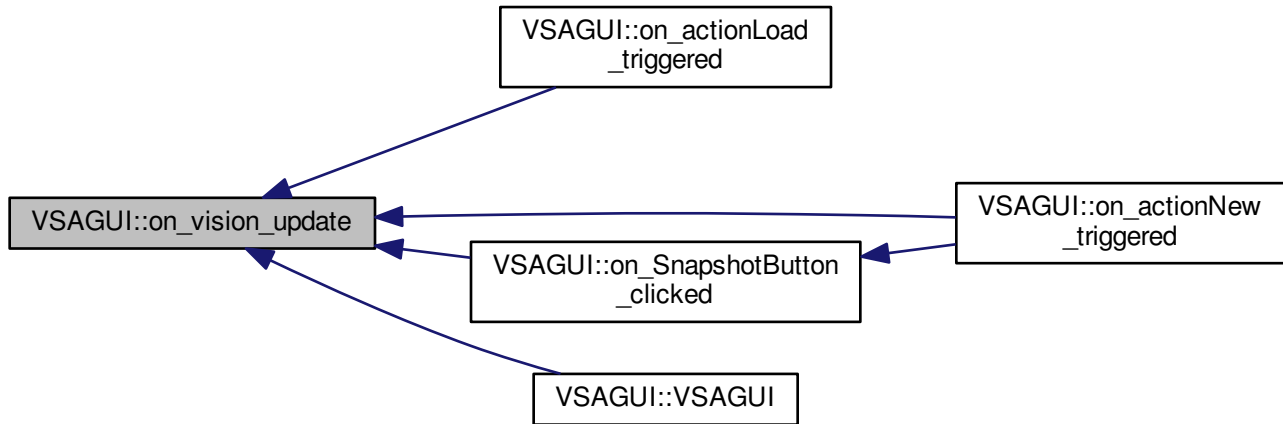 VSAGUI::on_actionLoad
_triggered
VSAGUI::on_vision_update
VSAGUI::on_actionNew
_triggered
VSAGUI::on_SnapshotButton
_clicked
VSAGUI::VSAGUI